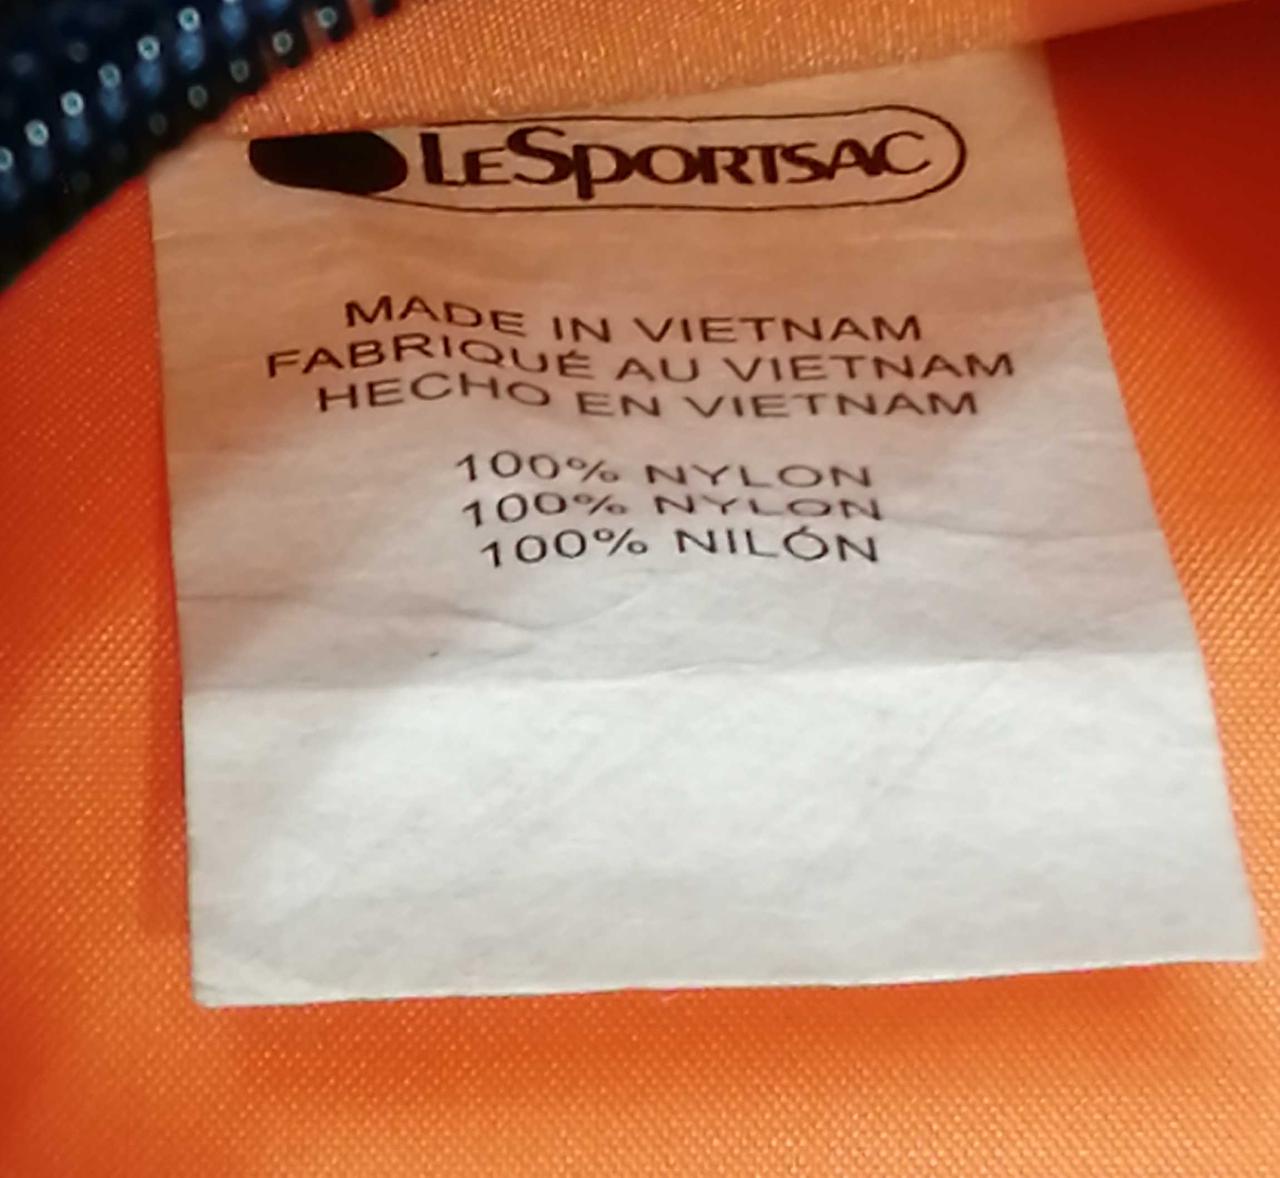 LeSportsac
MADE IN VIETNAM
FABRIQUÉ AU VIETNAM
HECHO EN VIETNAM
100% NYLON
100% NYLON
100% NILÓN